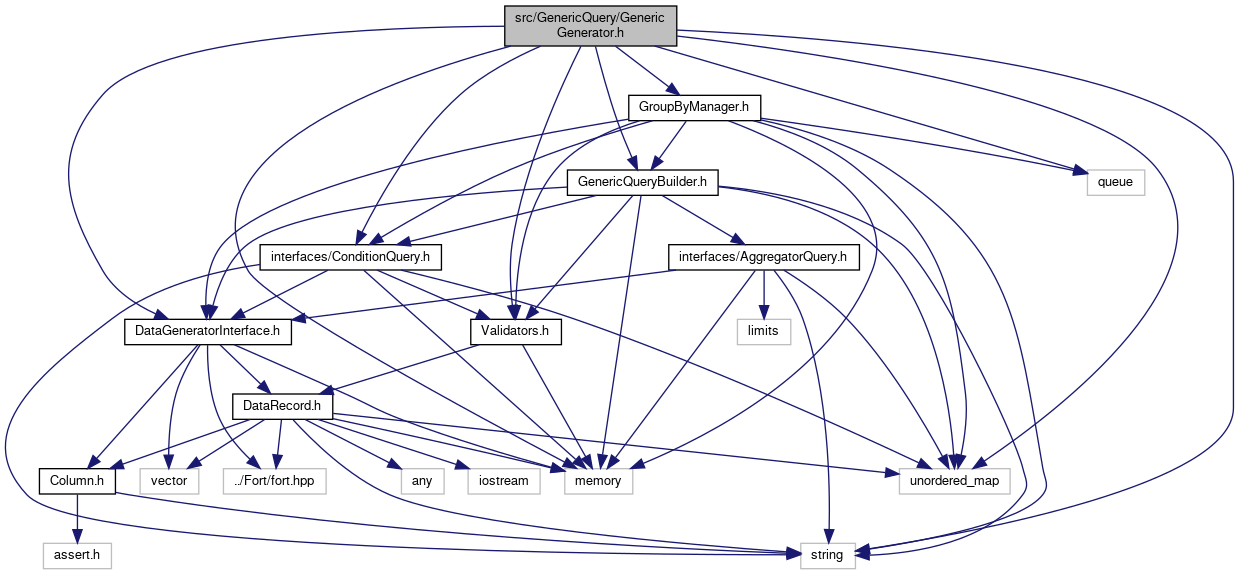 src/GenericQuery/Generic
Generator.h
GroupByManager.h
GenericQueryBuilder.h
queue
interfaces/ConditionQuery.h
interfaces/AggregatorQuery.h
DataGeneratorInterface.h
Validators.h
limits
DataRecord.h
Column.h
vector
../Fort/fort.hpp
any
iostream
memory
unordered_map
assert.h
string